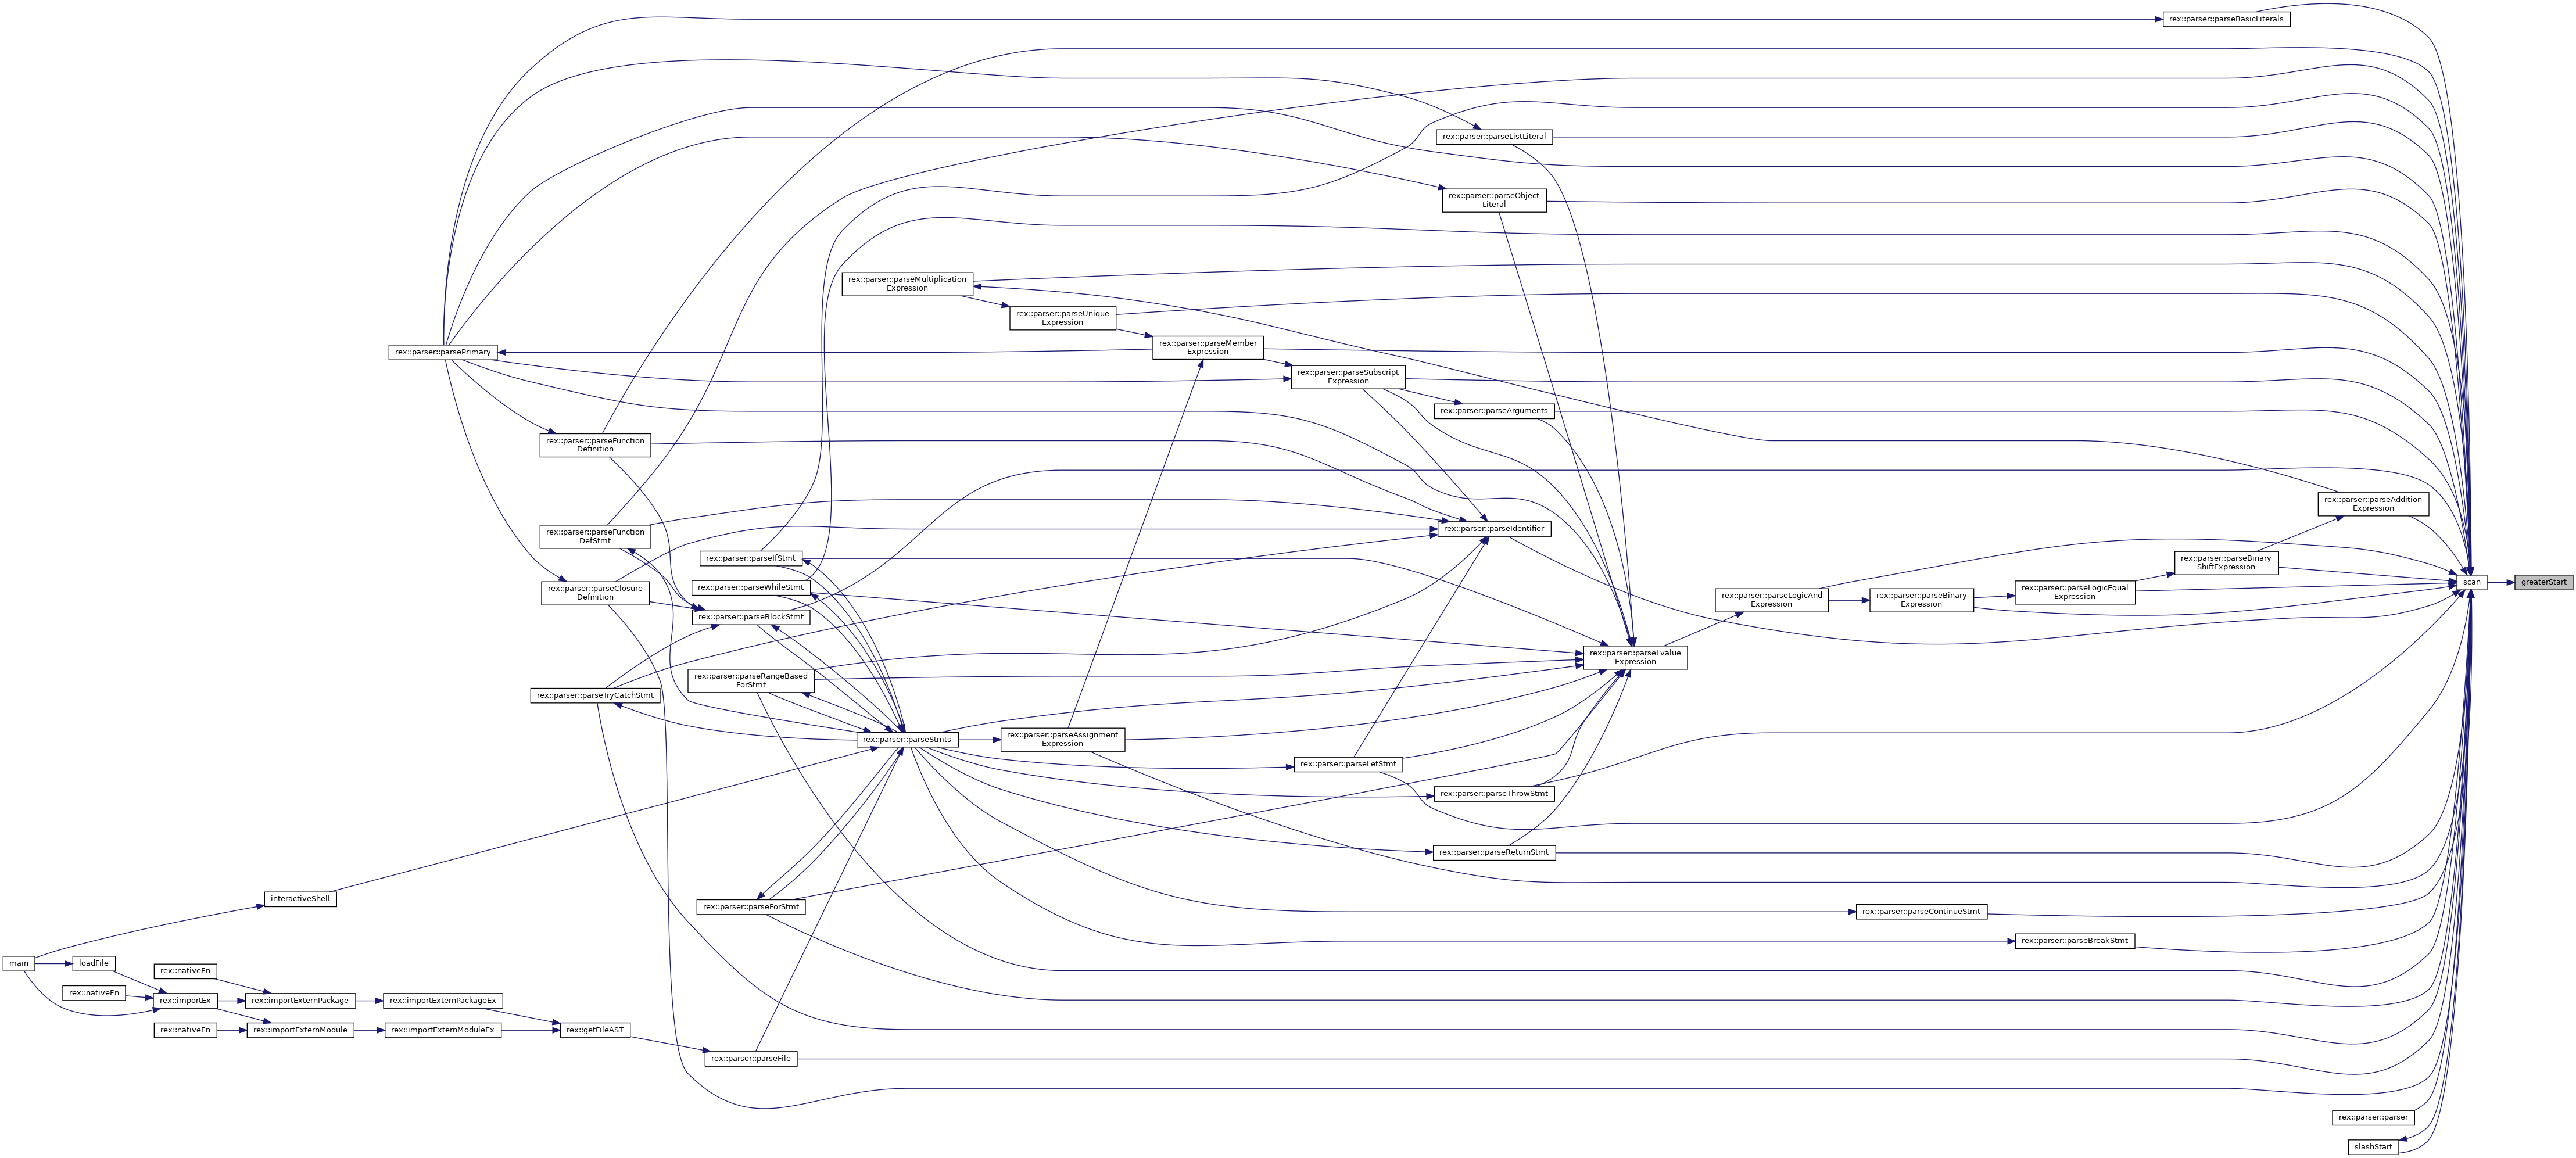 rex::parser::parseBasicLiterals
rex::parser::parseListLiteral
rex::parser::parseObject
Literal
rex::parser::parseMultiplication
Expression
rex::parser::parseUnique
Expression
rex::parser::parsePrimary
rex::parser::parseMember
Expression
rex::parser::parseSubscript
Expression
rex::parser::parseArguments
rex::parser::parseFunction
Definition
rex::parser::parseAddition
Expression
rex::parser::parseFunction
DefStmt
rex::parser::parseIdentifier
rex::parser::parseIfStmt
rex::parser::parseBinary
ShiftExpression
scan
greaterStart
rex::parser::parseClosure
Definition
rex::parser::parseWhileStmt
rex::parser::parseLogicAnd
Expression
rex::parser::parseBinary
Expression
rex::parser::parseLogicEqual
Expression
rex::parser::parseBlockStmt
rex::parser::parseLvalue
Expression
rex::parser::parseRangeBased
ForStmt
rex::parser::parseTryCatchStmt
rex::parser::parseStmts
rex::parser::parseAssignment
Expression
rex::parser::parseLetStmt
rex::parser::parseThrowStmt
rex::parser::parseReturnStmt
interactiveShell
rex::parser::parseForStmt
rex::parser::parseContinueStmt
rex::parser::parseBreakStmt
main
loadFile
rex::nativeFn
rex::nativeFn
rex::importEx
rex::importExternPackage
rex::importExternPackageEx
rex::nativeFn
rex::importExternModule
rex::importExternModuleEx
rex::getFileAST
rex::parser::parseFile
rex::parser::parser
slashStart